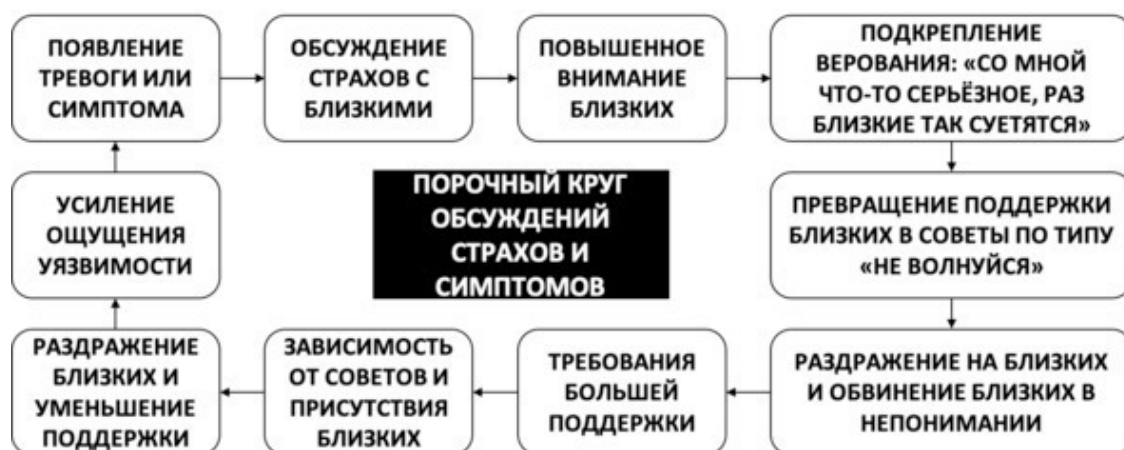 ПОЯВЛЕНИЕ
ТРЕВОГИ ИЛИ
СИМПТОМА
ОБСУЖДЕНИЕ
СТРАХОВ С
БЛИЗКИМИ
ПОВЫШЕННОЕ
ВНИМАНИЕ
БЛИЗКИХ
ПОДКРЕПЛЕНИЕ
ВЕРОВАНИЯ: «СО МНОЙ
ЧТО-ТО СЕРЬЁЗНОЕ, РАЗ
БЛИЗКИЕ ТАК СУЕТЯТСЯ»
ПРЕВРАЩЕНИЕ ПОДДЕРЖКИ
БЛИЗКИХ В СОВЕТЫ ПО ТИПУ
«НЕ ВОЛНУЙСЯ»
РАЗДРАЖЕНИЕ НА БЛИЗКИХ
И ОБВИНЕНИЕ БЛИЗКИХ В
НЕПОНИМАНИИ
ТРЕБОВАНИЯ
БОЛЬШЕЙ
ПОДДЕРЖКИ
ЗАВИСИМОСТЬ
ОТ СОВЕТОВ И
ПРИСУТСТВИЯ
БЛИЗКИХ
РАЗДРАЖЕНИЕ
БЛИЗКИХ И
УМЕНЬШЕНИЕ
ПОДДЕРЖКИ
УСИЛЕНИЕ
ОЩУЩЕНИЯ
УЯЗВИМОСТИ
ПОРОЧНЫЙ КРУГ
ОБСУЖДЕНИЙ
СТРАХОВ И
СИМПТОМОВ